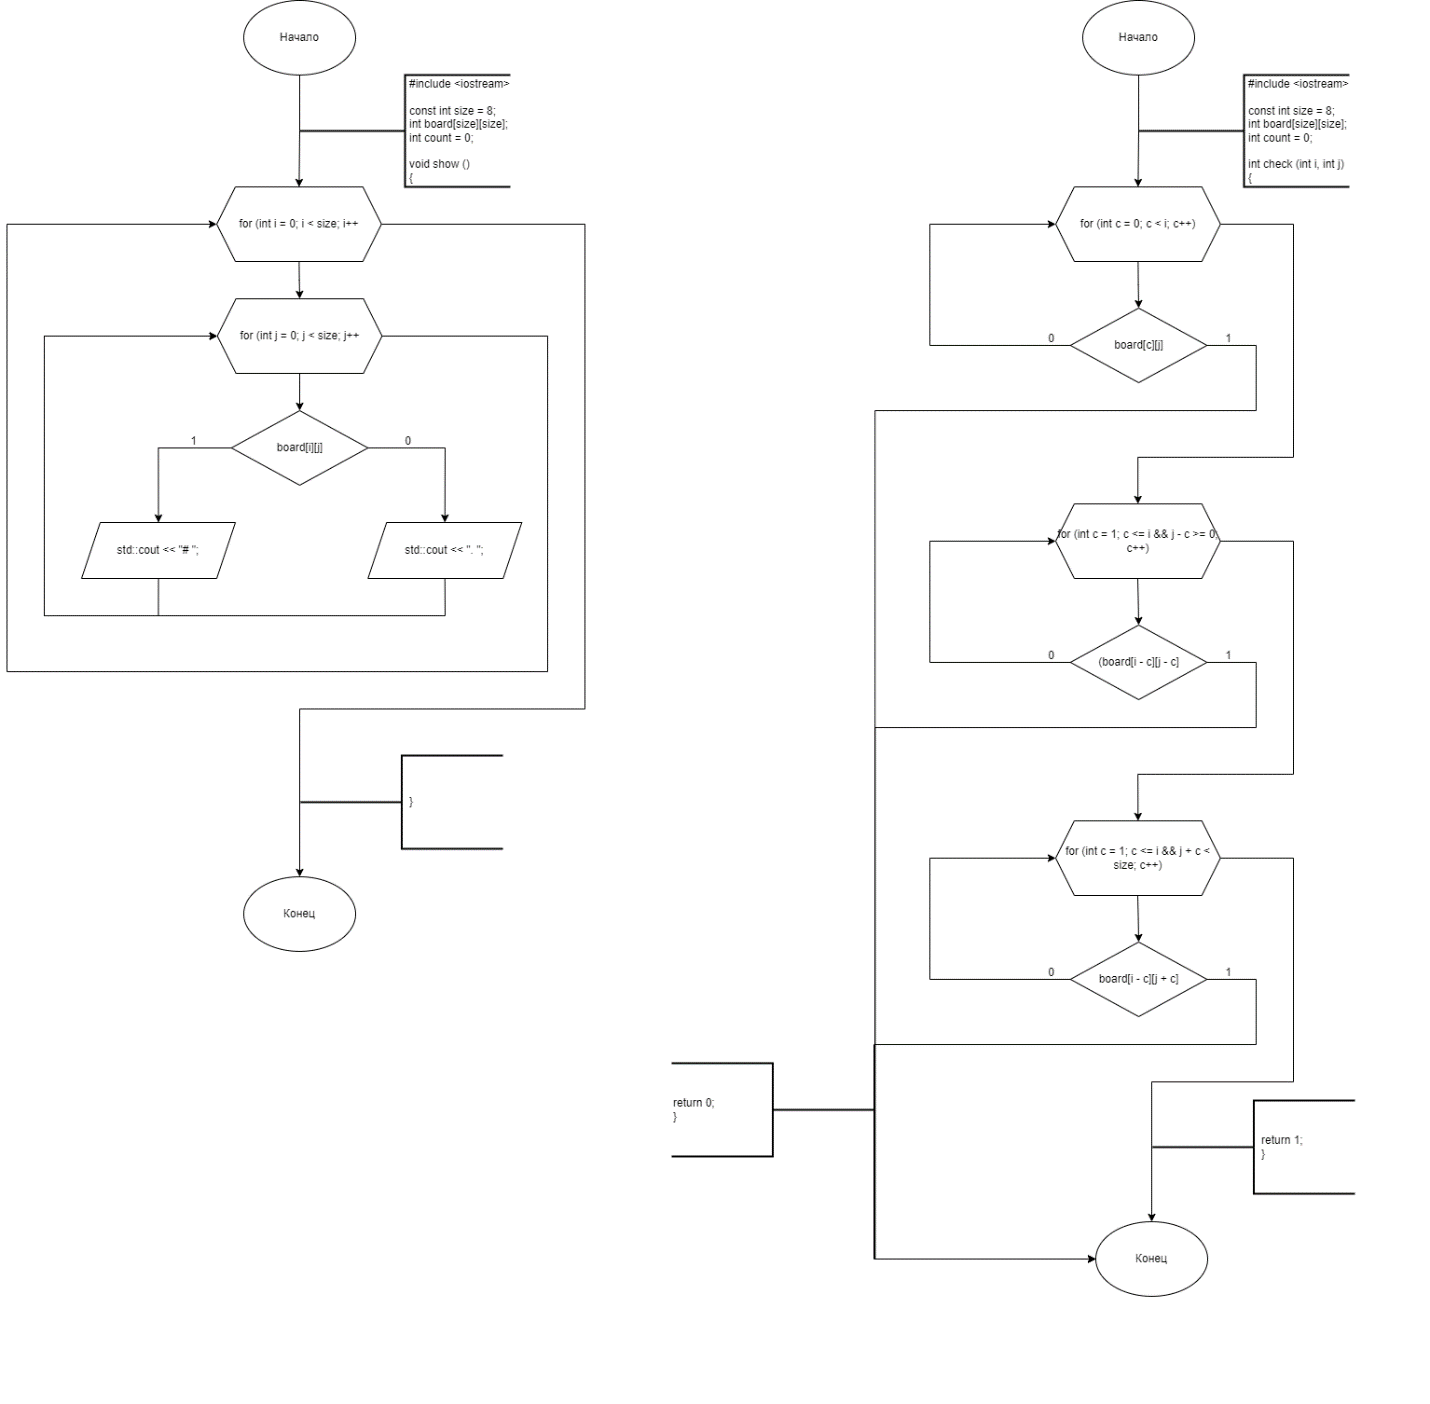 Начало
#include <iostream>
const int size = 8;
int board[size][size];
int count = 0;
void show ()
{
for (int i = 0; i < size; i++
for (int j = 0; j < size; j++
1
board[i][j]
0
std::cout << "# ";
std::cout << ". ";
}
Конец
Начало
#include <iostream>
const int size = 8;
int board[size][size];
int count = 0;
int check (int i, int j)
{
for (int c = 0; c < i; c++)
0
board[c][j]
1
for (int c = 1; c <= i && j - c >= 0;
c++)
0
(board[i - c][j - c]
1
for (int c = 1; c <= i && j + c <
size; c++)
0
board[i - c][j + c]
1
return 0;
}
return 1;
}
Конец